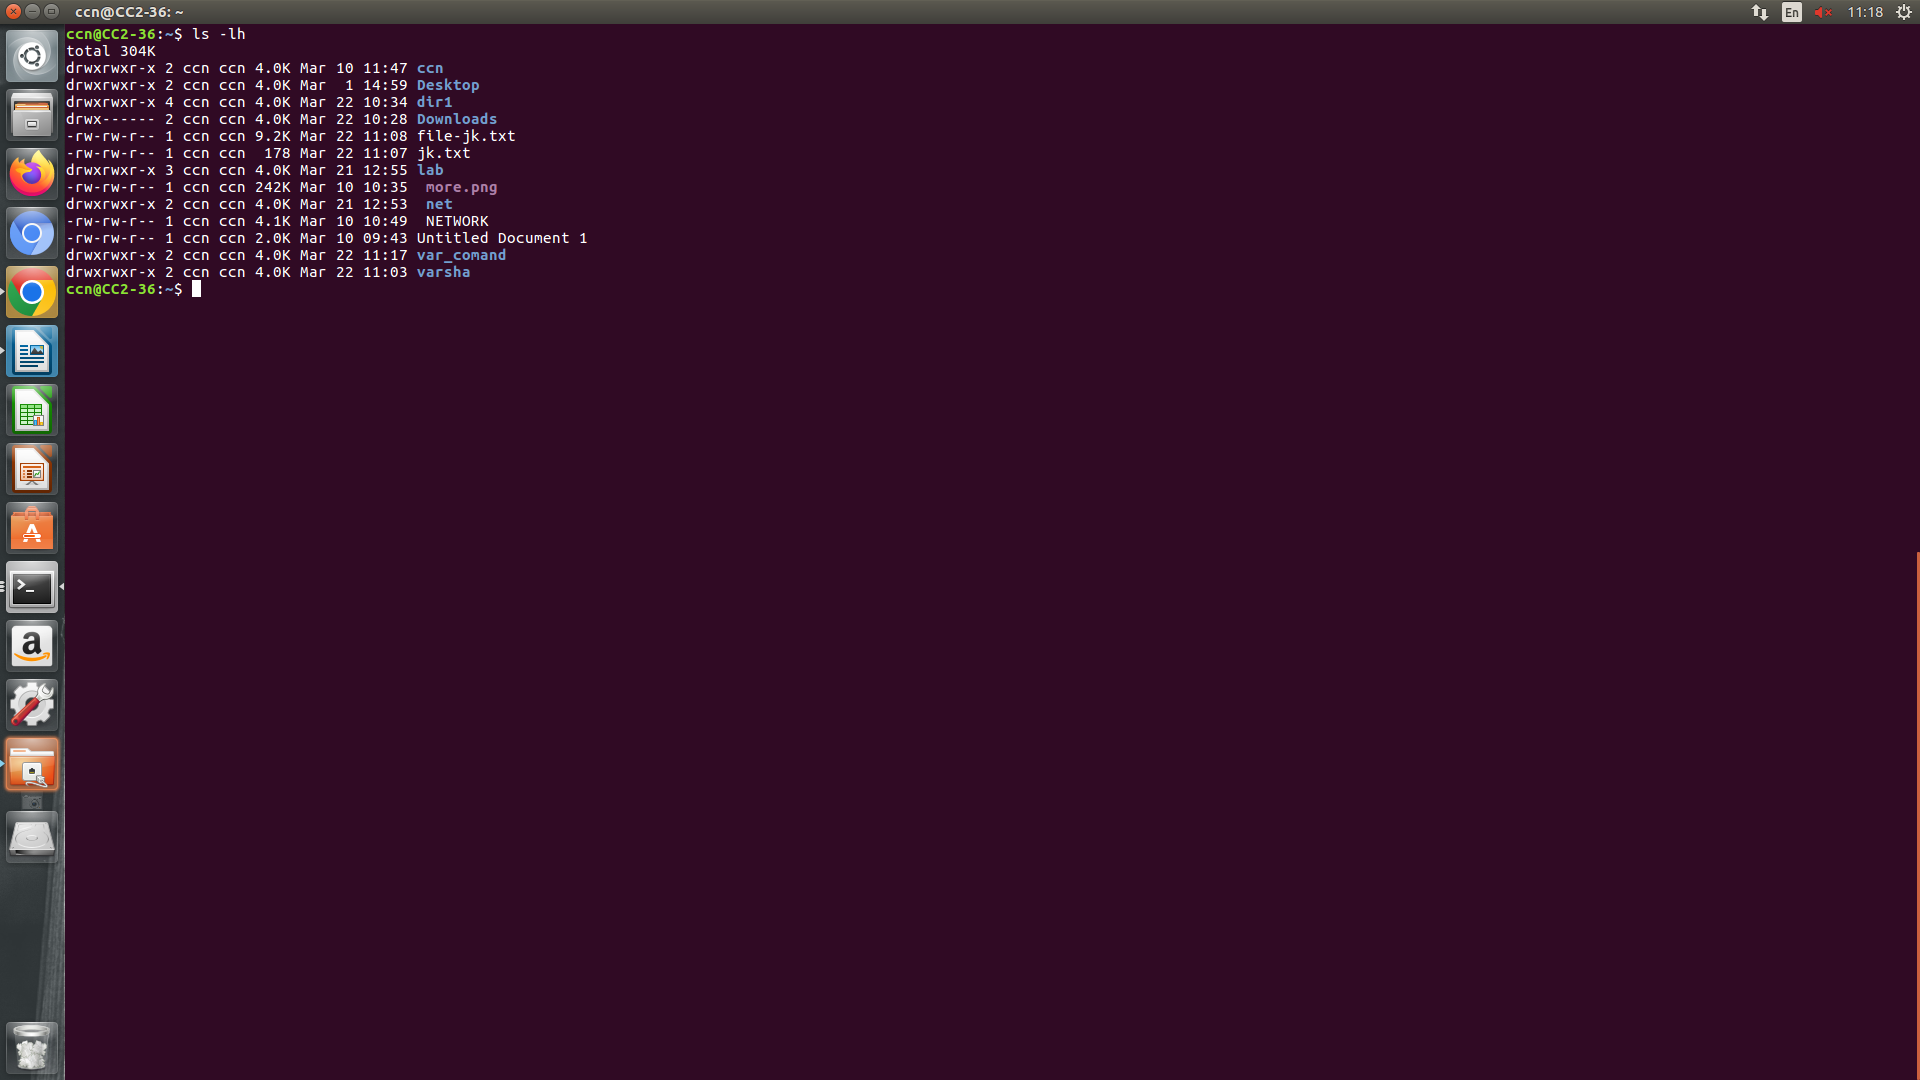 ccn@CC2-36: ~
En
11:18
ccn@CC2-36:~$ ls -lh
total 304K
drwxrwxr-x 2 ccn ccn 4.0K Mar 10 11:47 ccn
drwxrwxr-x 2 ccn ccn 4.0K Mar  1 14:59 Desktop
drwxrwxr-x 4 ccn ccn 4.0K Mar 22 10:34 dir1
drwx------ 2 ccn ccn 4.0K Mar 22 10:28 Downloads
-rw-rw-r-- 1 ccn ccn 9.2K Mar 22 11:08 file-jk.txt
-rw-rw-r-- 1 ccn ccn  178 Mar 22 11:07 jk.txt
drwxrwxr-x 3 ccn ccn 4.0K Mar 21 12:55 lab
-rw-rw-r-- 1 ccn ccn 242K Mar 10 10:35  more.png
drwxrwxr-x 2 ccn ccn 4.0K Mar 21 12:53  net
-rw-rw-r-- 1 ccn ccn 4.1K Mar 10 10:49  NETWORK
-rw-rw-r-- 1 ccn ccn 2.0K Mar 10 09:43 Untitled Document 1
drwxrwxr-x 2 ccn ccn 4.0K Mar 22 11:17 var_comand
drwxrwxr-x 2 ccn ccn 4.0K Mar 22 11:03 varsha
ccn@CC2-36:~$